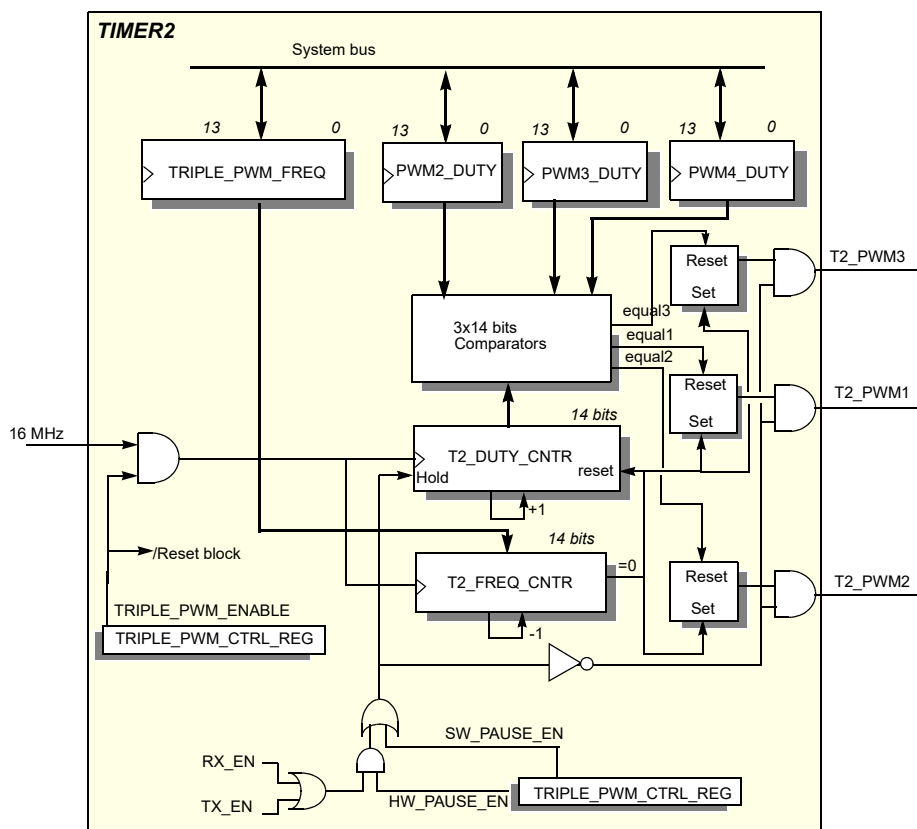 TIMER2
System bus
13 0 13 0 13 0 13 0
TRIPLE_PWM_FREQ
PWM2_DUTY
PWM3_DUTY
PWM4_DUTY
Reset
Set
T2_PWM3
3x14 bits
Comparators
equal3
equal1
equal2
Reset
Set
T2_PWM1
14 bits
16 MHz
T2_DUTY_CNTR
reset
Hold
+1
14 bits
/Reset block
T2_FREQ_CNTR
=0
Reset
Set
T2_PWM2
-1
TRIPLE_PWM_ENABLE
TRIPLE_PWM_CTRL_REG
SW_PAUSE_EN
RX_EN
TX_EN
HW_PAUSE_EN
TRIPLE_PWM_CTRL_REG